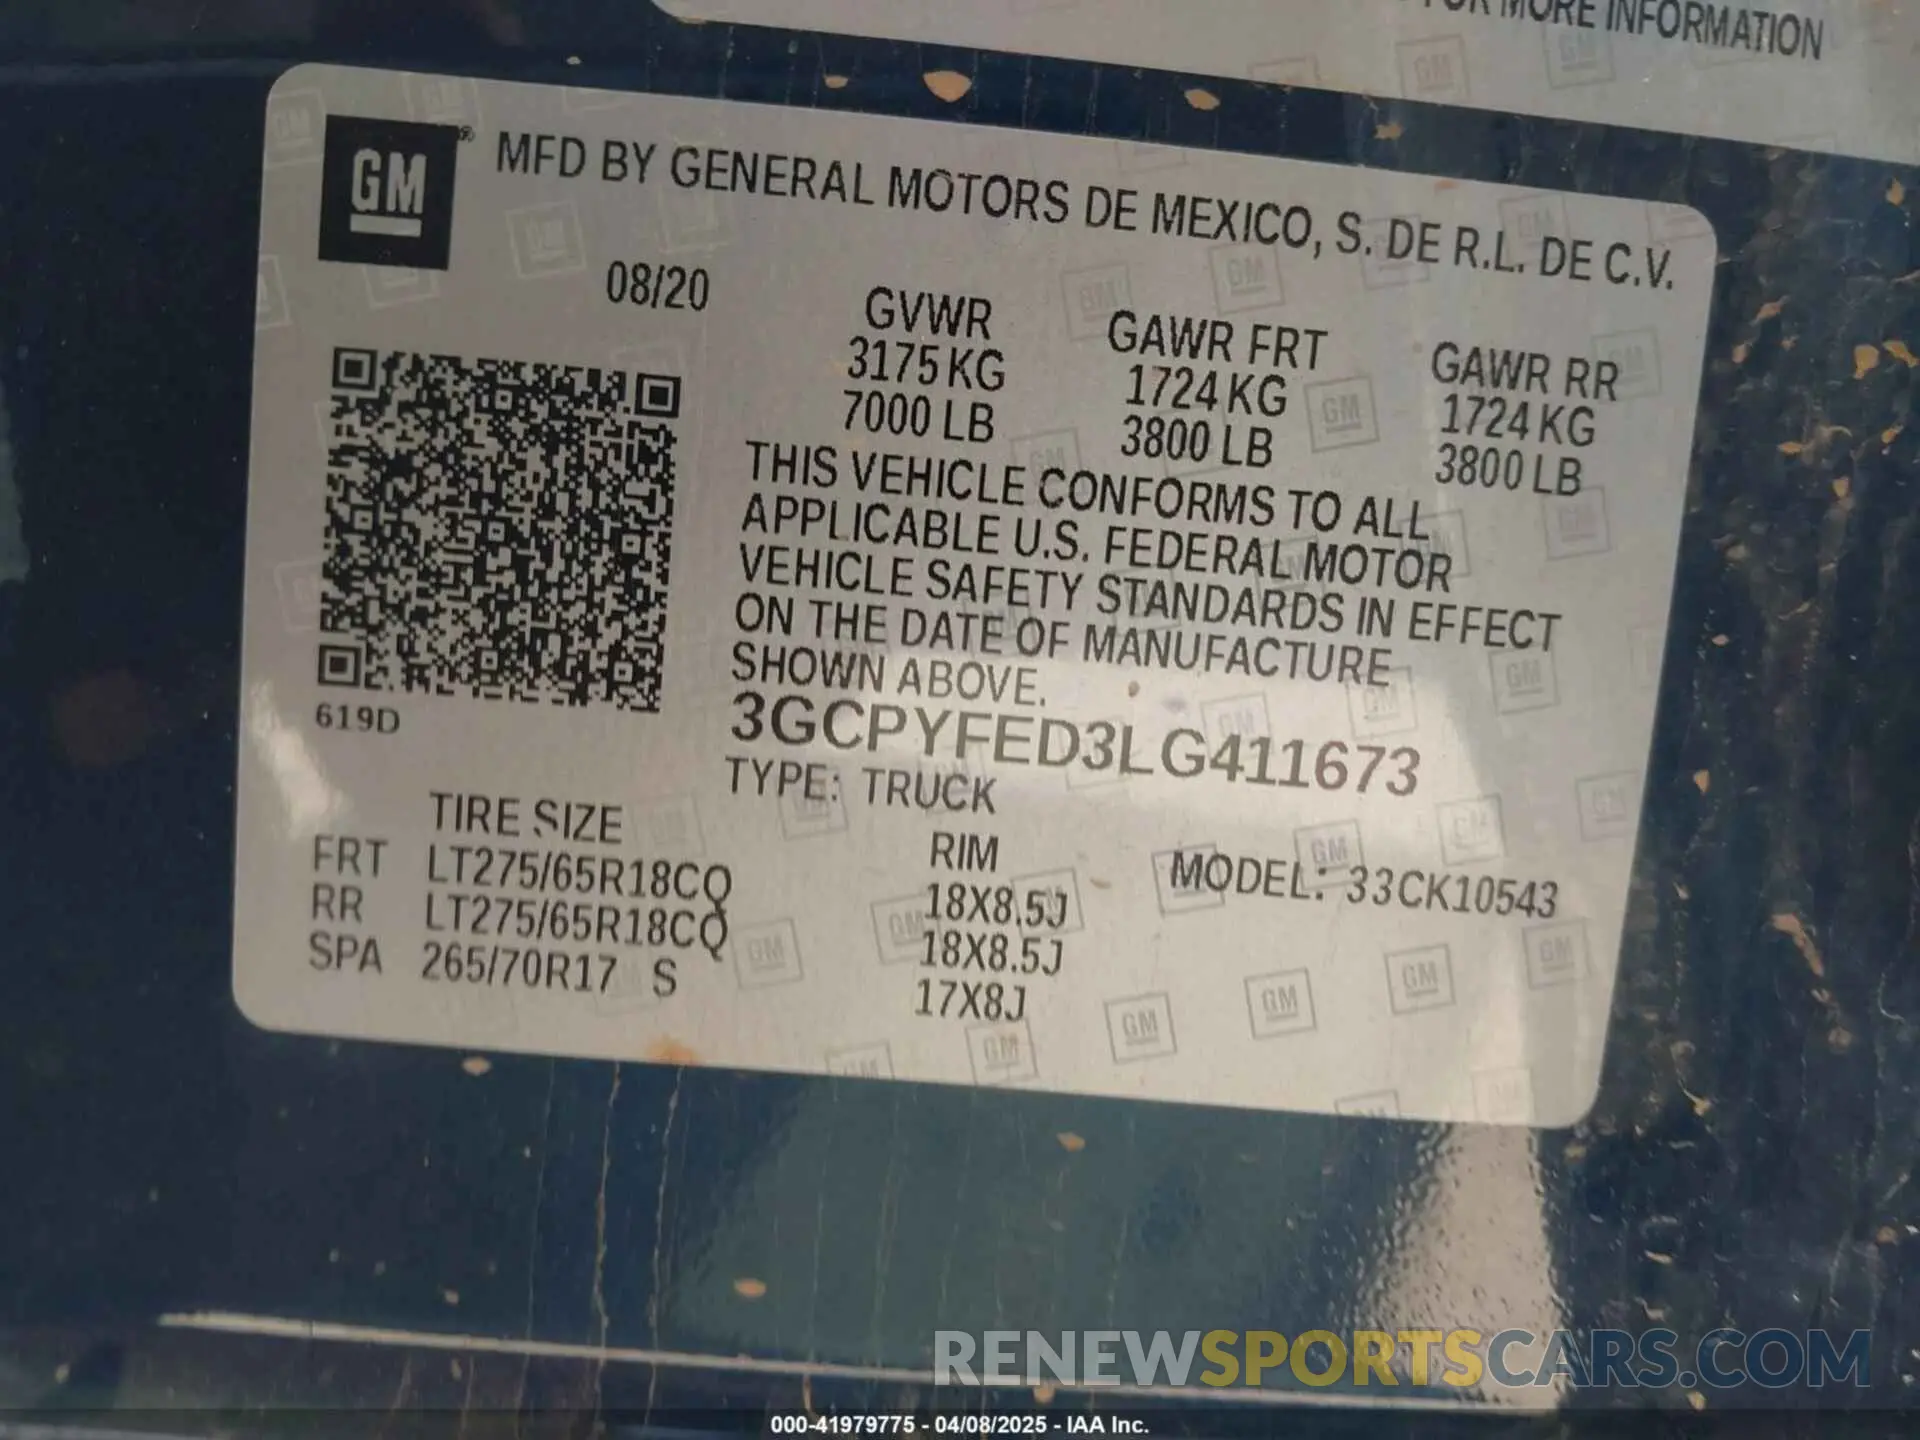 FOR MORE INFORMATION
GM®
MFD BY GENERAL MOTORS DE MEXICO, S. DE R.L. DE C.V.
08/20
GVWR
3175 KG
7000 LB
GAWR FRT
1724 KG
3800 LB
GAWR RR
1724 KG
3800 LB
THIS VEHICLE CONFORMS TO ALL
APPLICABLE U.S. FEDERAL MOTOR
VEHICLE SAFETY STANDARDS IN EFFECT
ON THE DATE OF MANUFACTURE
SHOWN ABOVE.
3GCPYFED3LG411673
TYPE: TRUCK
619D
TIRE SIZE RIM MODEL: 33CK10543
FRT LT275/65R18CQ 18X8.5J
RR LT275/65R18CQ 18X8.5J
SPA 265/70R17 S 17X8J
RENEWSPORTSCARS.COM
000-41979775 - 04/08/2025 - IAA Inc.